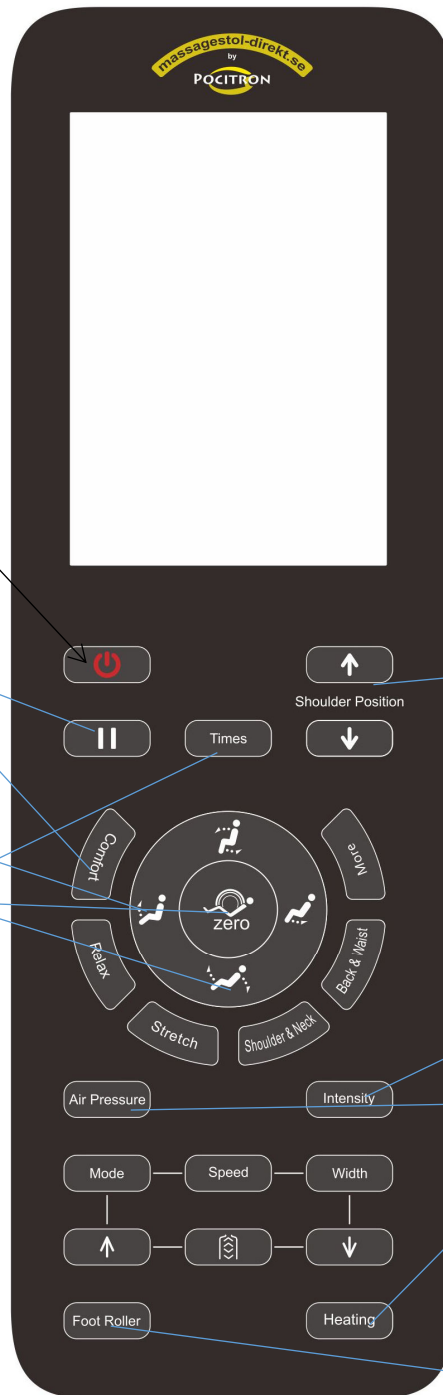 massagestol-direkt.se
by
POCITRON
Shoulder Position
Times
Comfort
More
zero
Relax
Back & Waist
Stretch
Shoulder & Neck
Air Pressure
Intensity
Mode
Speed
Width
Foot Roller
Heating